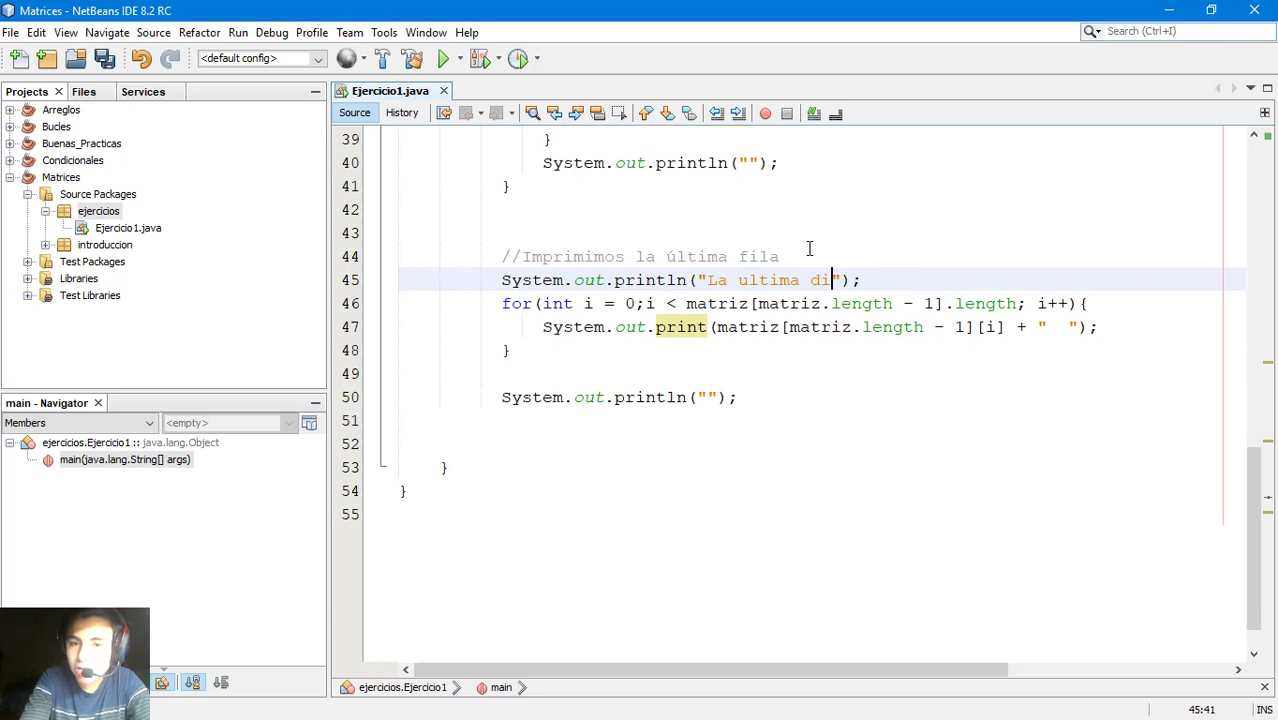 Matrices - NetBeans IDE 8.2 RC
File Edit View Navigate Source Refactor Run Debug Profile Team Tools Window Help
Search (Ctrl+I)
<default config>
Projects Files Services
Ejercicio1.java
Source History
Arreglos
Bucles
Buenas_Practicas
Condicionales
Matrices
Source Packages
ejercicios
Ejercicio1.java
introduccion
Test Packages
Libraries
Test Libraries
39 }
40 System.out.println("");
41 }
42
43
44 //Imprimimos la última fila
45 System.out.println("La ultima di");
46 for(int i = 0;i < matriz[matriz.length - 1].length; i++){
47 System.out.print(matriz[matriz.length - 1][i] + "  ");
48 }
49
50 System.out.println("");
51
52
53 }
54 }
55
main - Navigator
Members <empty>
ejercicios.Ejercicio1 :: java.lang.Object
main(java.lang.String[] args)
ejercicios.Ejercicio1 main
45:41 INS